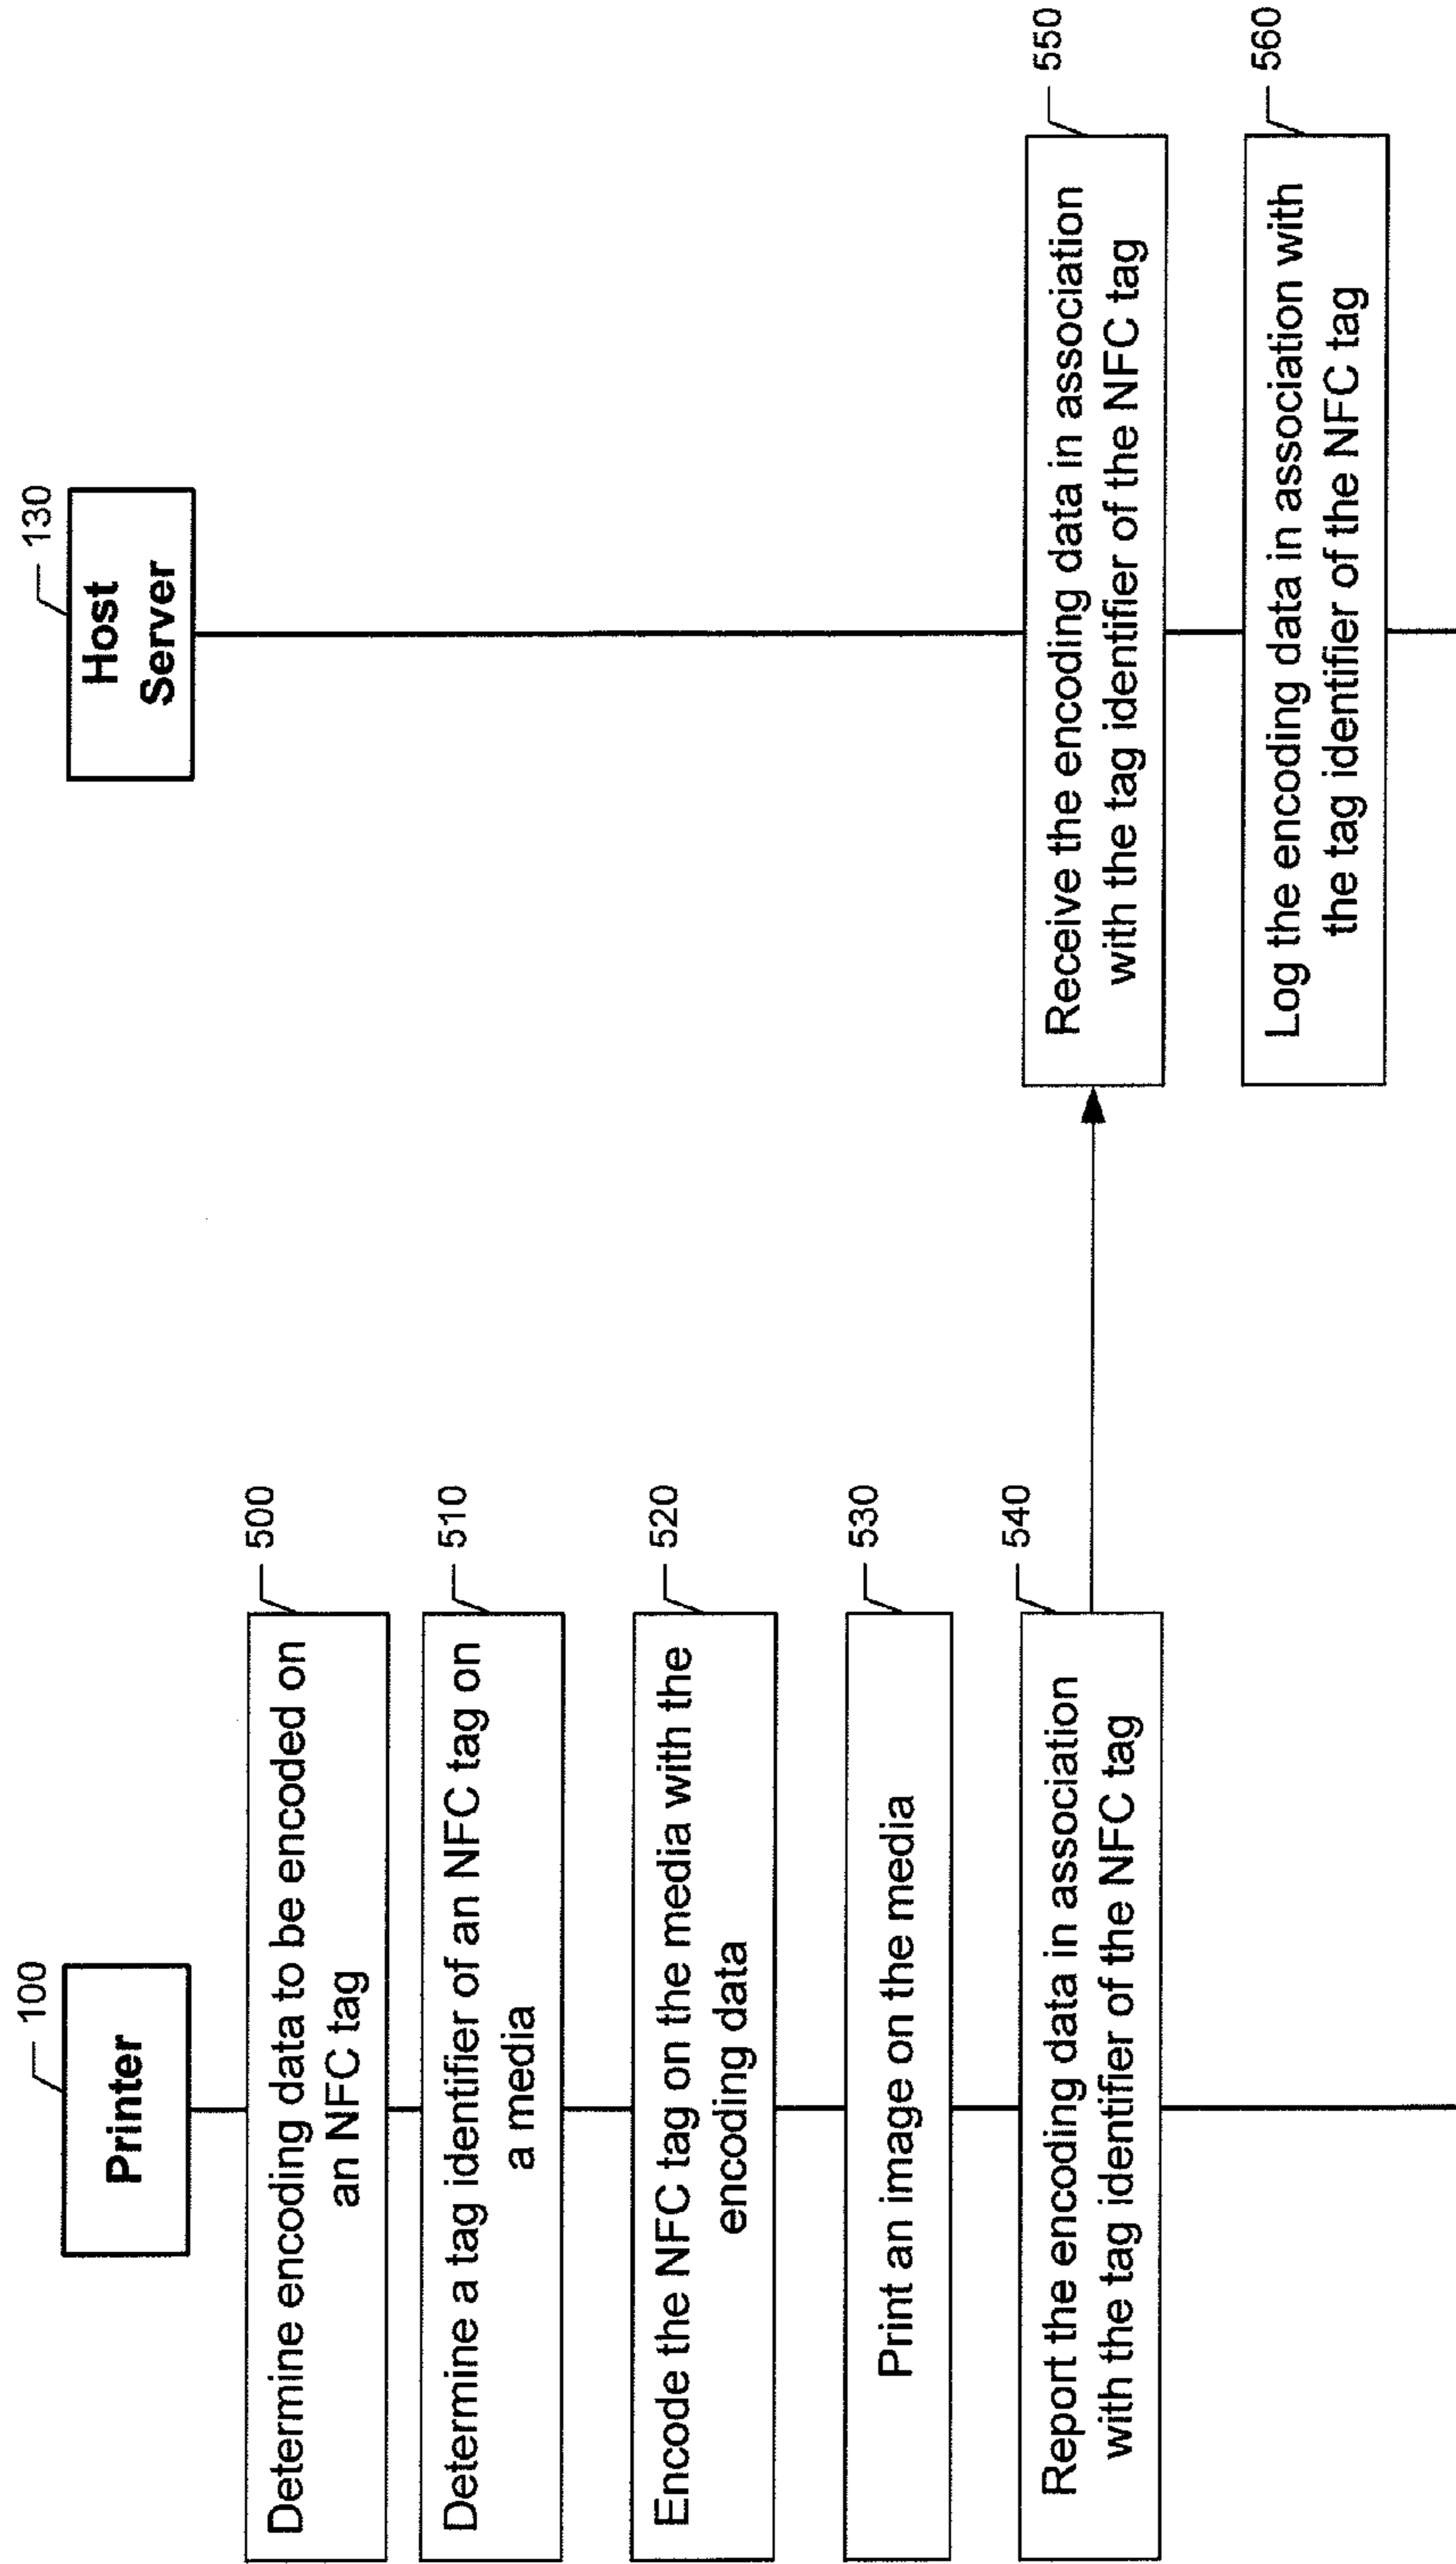 100
Printer
500
Determine encoding data to be encoded on
an NFC tag
510
Determine a tag identifier of an NFC tag on
a media
520
Encode the NFC tag on the media with the
encoding data
530
Print an image on the media
540
Report the encoding data in association
with the tag identifier of the NFC tag
130
Host
Server
550
Receive the encoding data in association
with the tag identifier of the NFC tag
560
Log the encoding data in association with
the tag identifier of the NFC tag